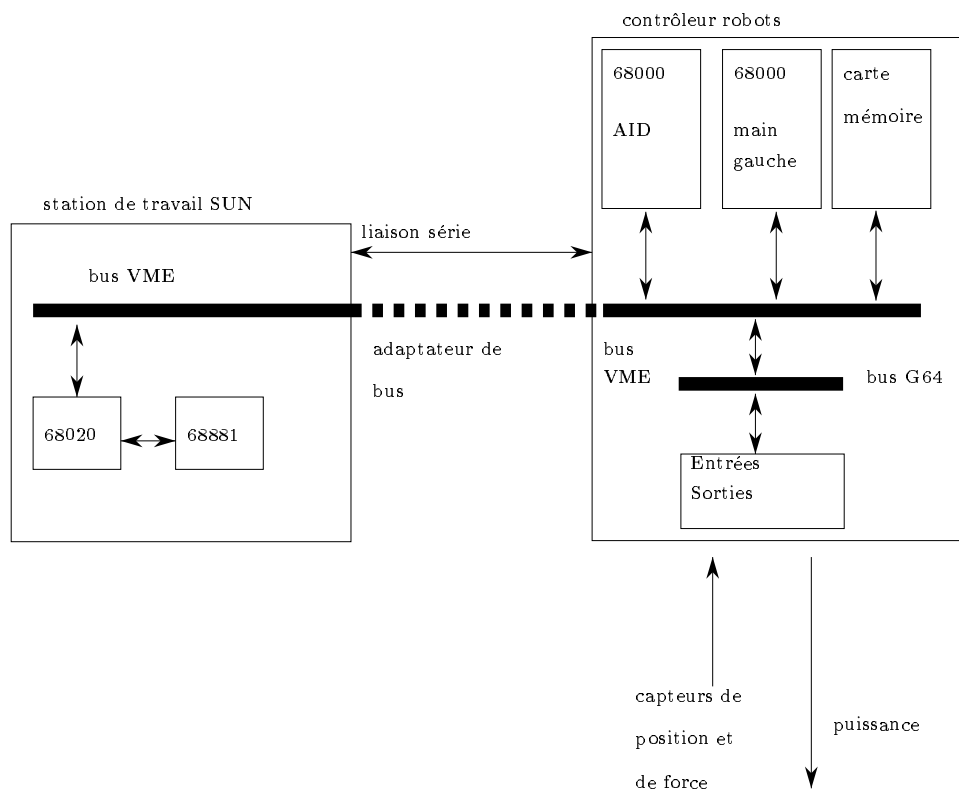 contrôleur robots
68000
AID
68000
main
gauche
carte
mémoire
station de travail SUN
liaison série
bus VME
adaptateur de
bus
bus
VME
bus G64
68020
68881
Entrées
Sorties
capteurs de
position et
de force
puissance